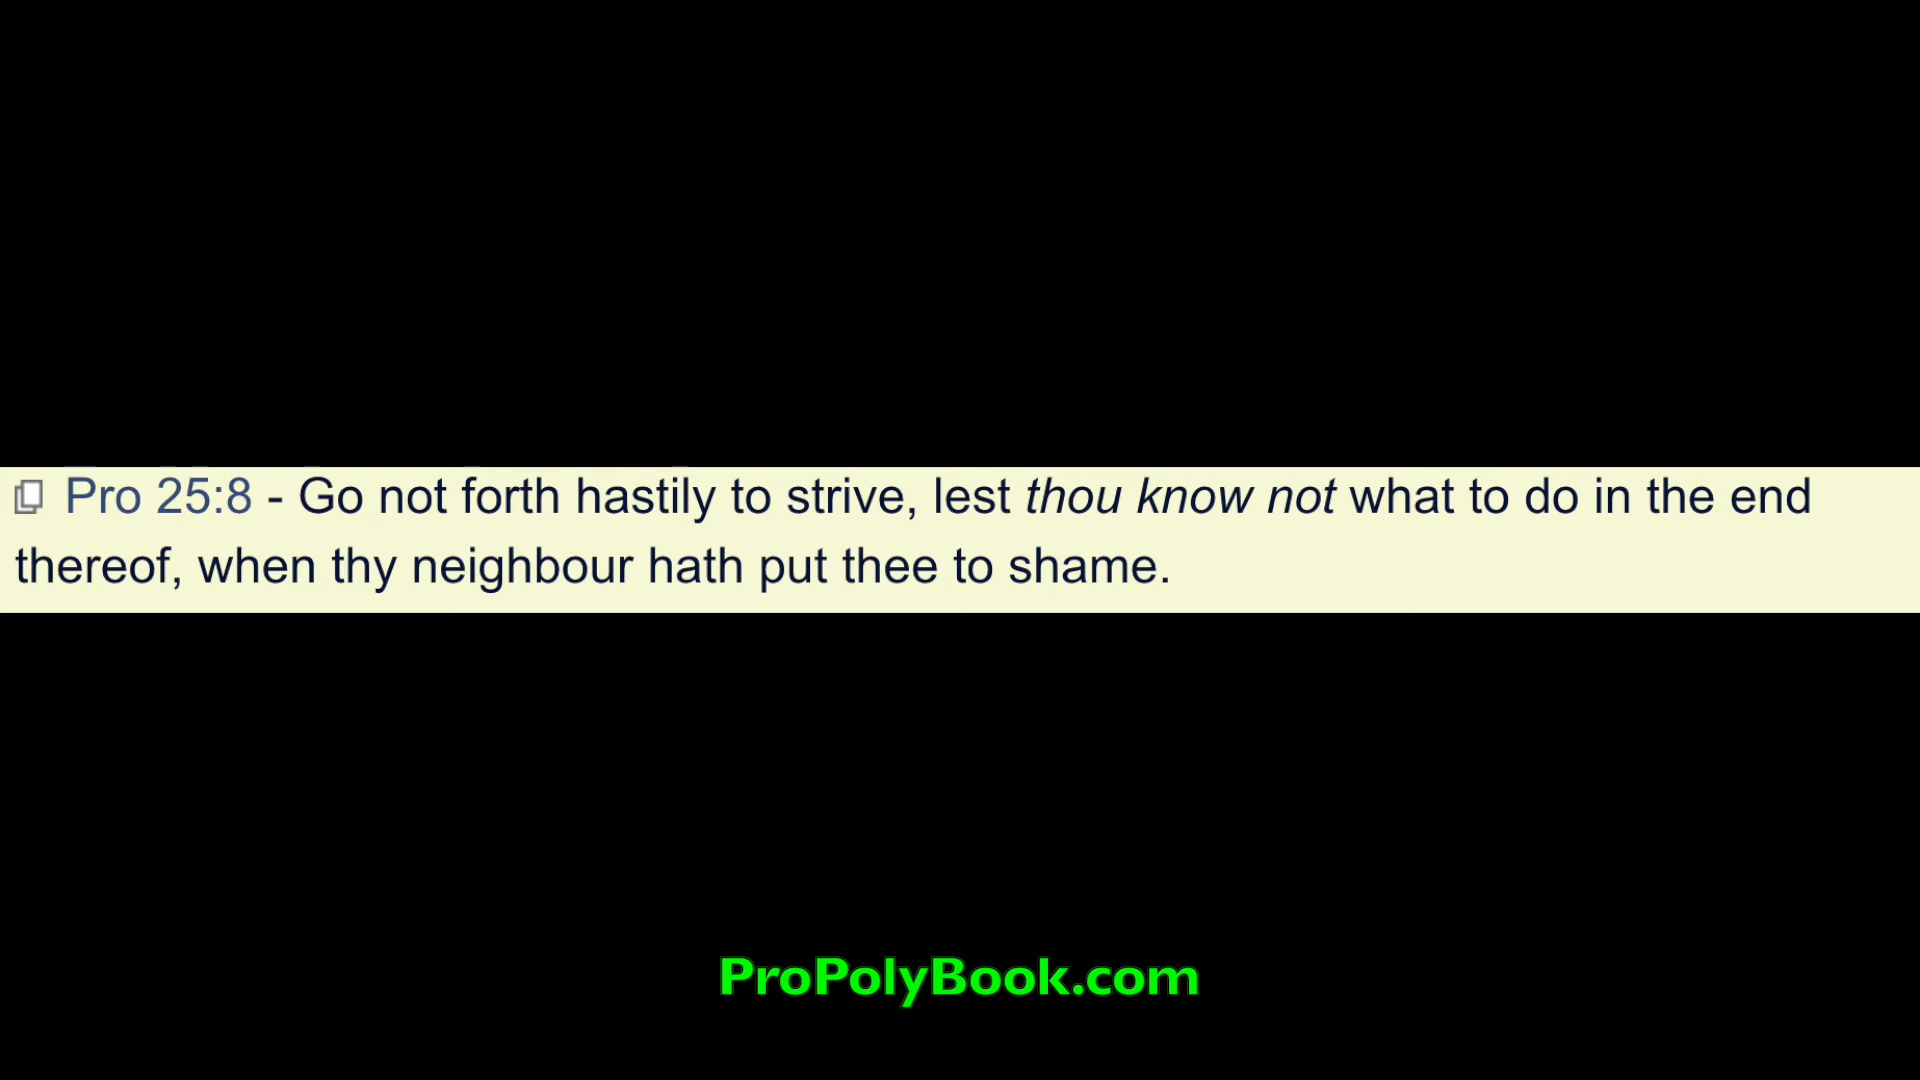 Pro 25:8 - Go not forth hastily to strive, lest thou know not what to do in the end
thereof, when thy neighbour hath put thee to shame.
ProPolyBook.com